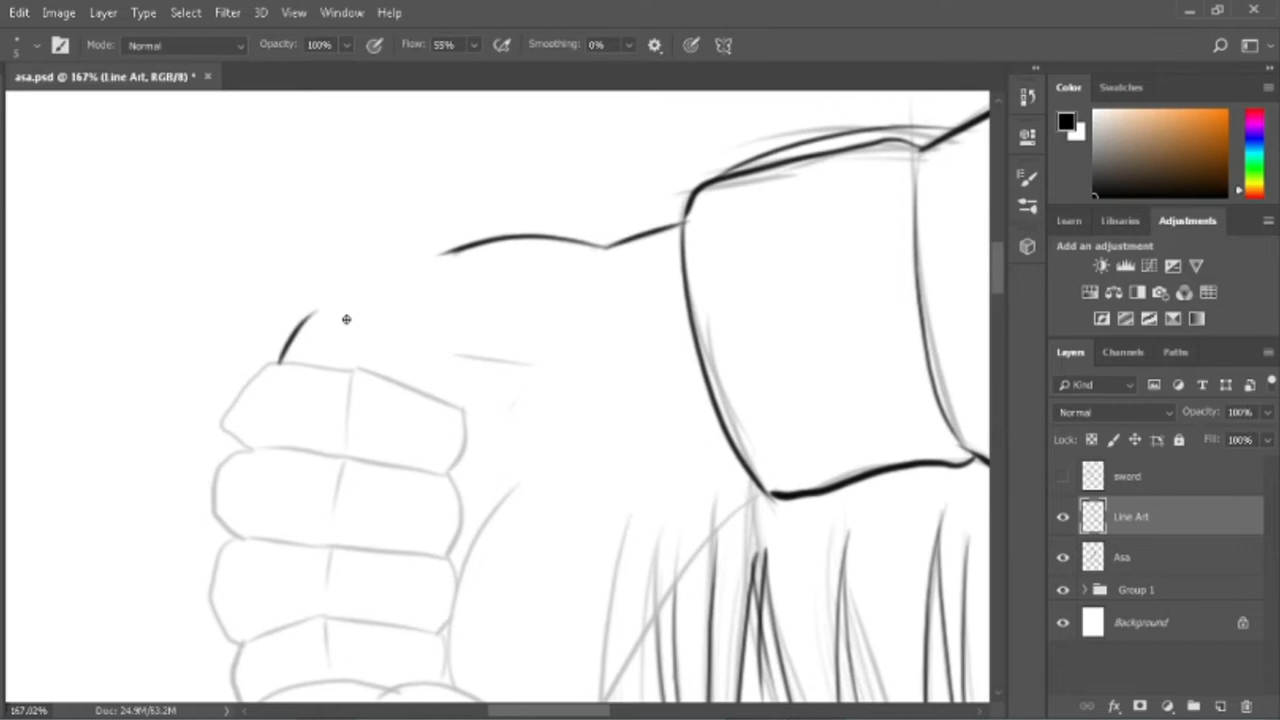 Edit Image Layer Type Select Filter 3D View Window Help
5 Mode: Normal Opacity: 100% Flow: 55% Smoothing: 0%
asa.psd @ 167% (Line Art, RGB/8) * ×
Color Swatches
Learn Libraries Adjustments
Add an adjustment
Layers Channels Paths
Kind
Normal Opacity: 100%
Lock: Fill: 100%
sword
Line Art
Asa
Group 1
Background
167.02% Doc: 24.9M/63.2M